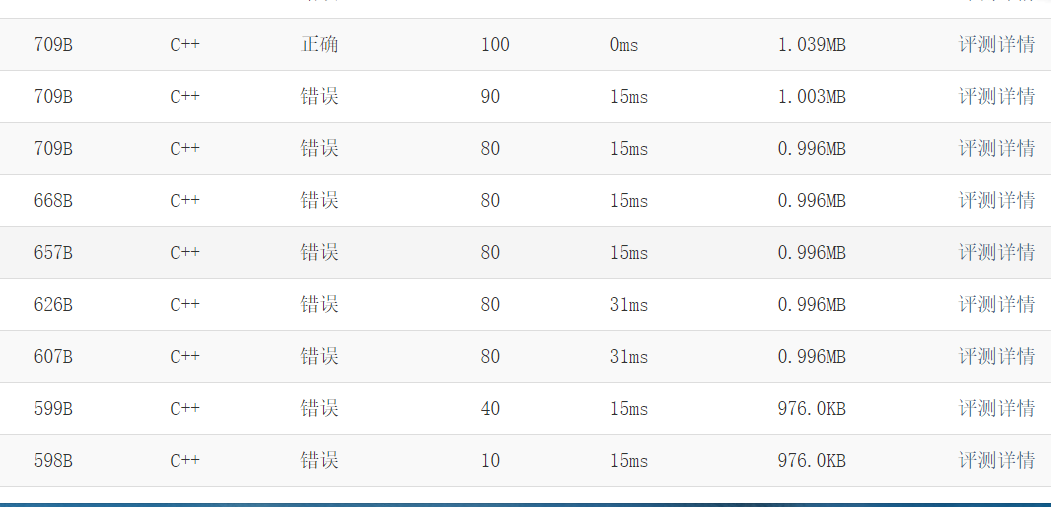 709B C++ 正确 100 0ms 1.039MB 评测详情
709B C++ 错误 90 15ms 1.003MB 评测详情
709B C++ 错误 80 15ms 0.996MB 评测详情
668B C++ 错误 80 15ms 0.996MB 评测详情
657B C++ 错误 80 15ms 0.996MB 评测详情
626B C++ 错误 80 31ms 0.996MB 评测详情
607B C++ 错误 80 31ms 0.996MB 评测详情
599B C++ 错误 40 15ms 976.0KB 评测详情
598B C++ 错误 10 15ms 976.0KB 评测详情